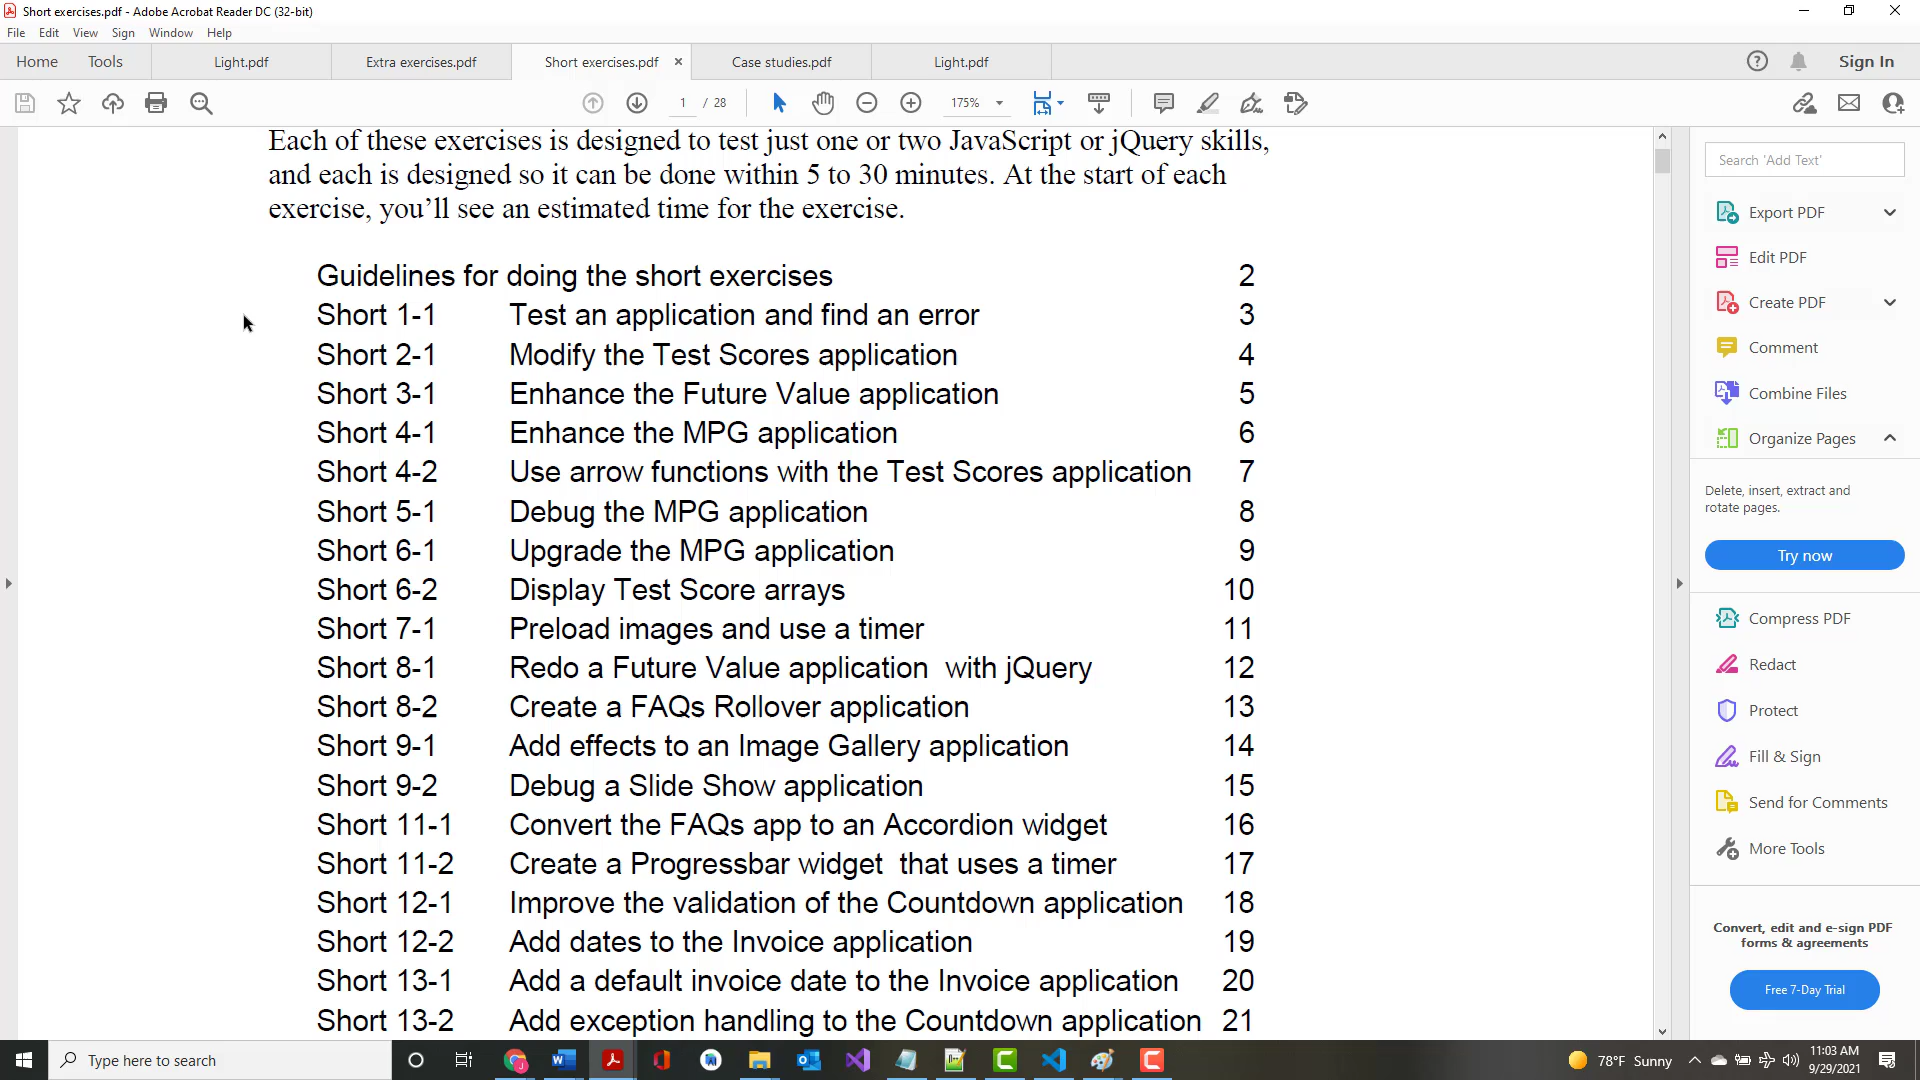 Short exercises.pdf - Adobe Acrobat Reader DC (32-bit)
File Edit View Sign Window Help
Home Tools Light.pdf Extra exercises.pdf Short exercises.pdf × Case studies.pdf Light.pdf Sign In
1 / 28 175%
Each of these exercises is designed to test just one or two JavaScript or jQuery skills,
and each is designed so it can be done within 5 to 30 minutes. At the start of each
exercise, you’ll see an estimated time for the exercise.
Guidelines for doing the short exercises 2
Short 1-1 Test an application and find an error 3
Short 2-1 Modify the Test Scores application 4
Short 3-1 Enhance the Future Value application 5
Short 4-1 Enhance the MPG application 6
Short 4-2 Use arrow functions with the Test Scores application 7
Short 5-1 Debug the MPG application 8
Short 6-1 Upgrade the MPG application 9
Short 6-2 Display Test Score arrays 10
Short 7-1 Preload images and use a timer 11
Short 8-1 Redo a Future Value application with jQuery 12
Short 8-2 Create a FAQs Rollover application 13
Short 9-1 Add effects to an Image Gallery application 14
Short 9-2 Debug a Slide Show application 15
Short 11-1 Convert the FAQs app to an Accordion widget 16
Short 11-2 Create a Progressbar widget that uses a timer 17
Short 12-1 Improve the validation of the Countdown application 18
Short 12-2 Add dates to the Invoice application 19
Short 13-1 Add a default invoice date to the Invoice application 20
Short 13-2 Add exception handling to the Countdown application 21
Search 'Add Text'
Export PDF
Edit PDF
Create PDF
Comment
Combine Files
Organize Pages
Delete, insert, extract and
rotate pages.
Try now
Compress PDF
Redact
Protect
Fill & Sign
Send for Comments
More Tools
Convert, edit and e-sign PDF
forms & agreements
Free 7-Day Trial
Type here to search
78°F Sunny
11:03 AM
9/29/2021